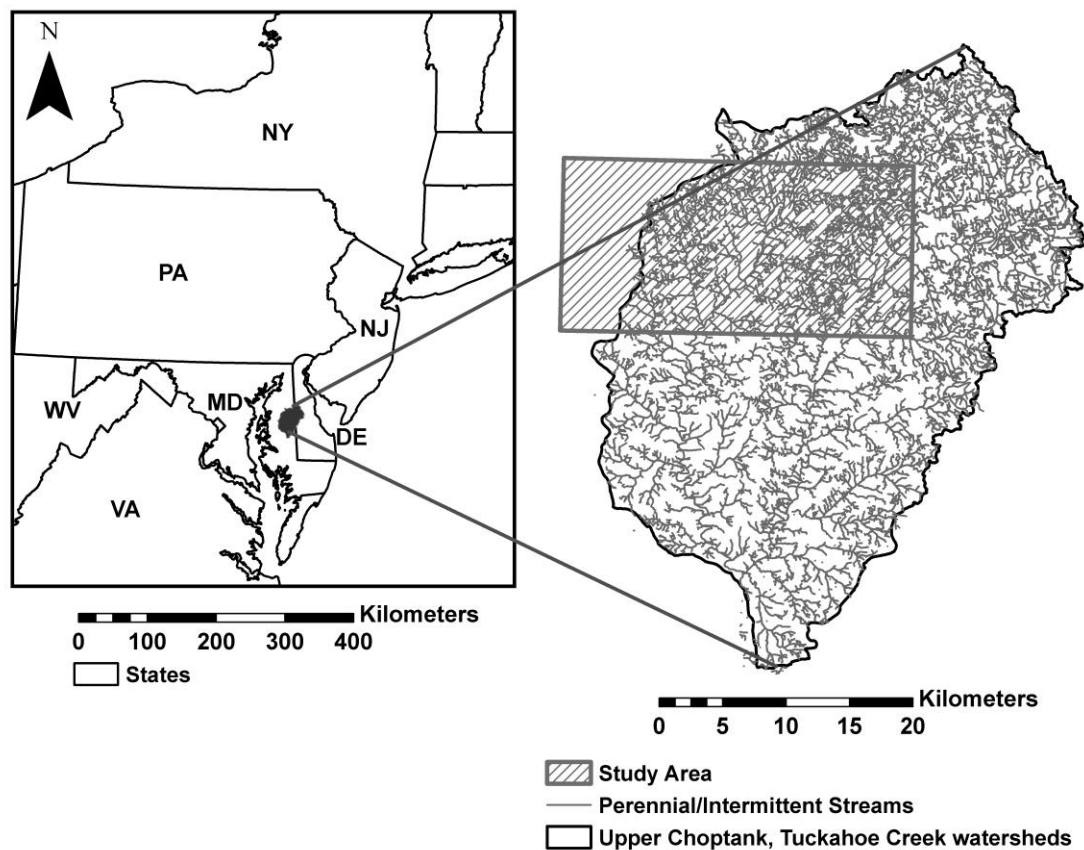 N
NY
PA
NJ
WV
MD
DE
VA
Kilometers
0 100 200 300 400
States
Kilometers
0 5 10 15 20
Study Area
Perennial/Intermittent Streams
Upper Choptank, Tuckahoe Creek watersheds